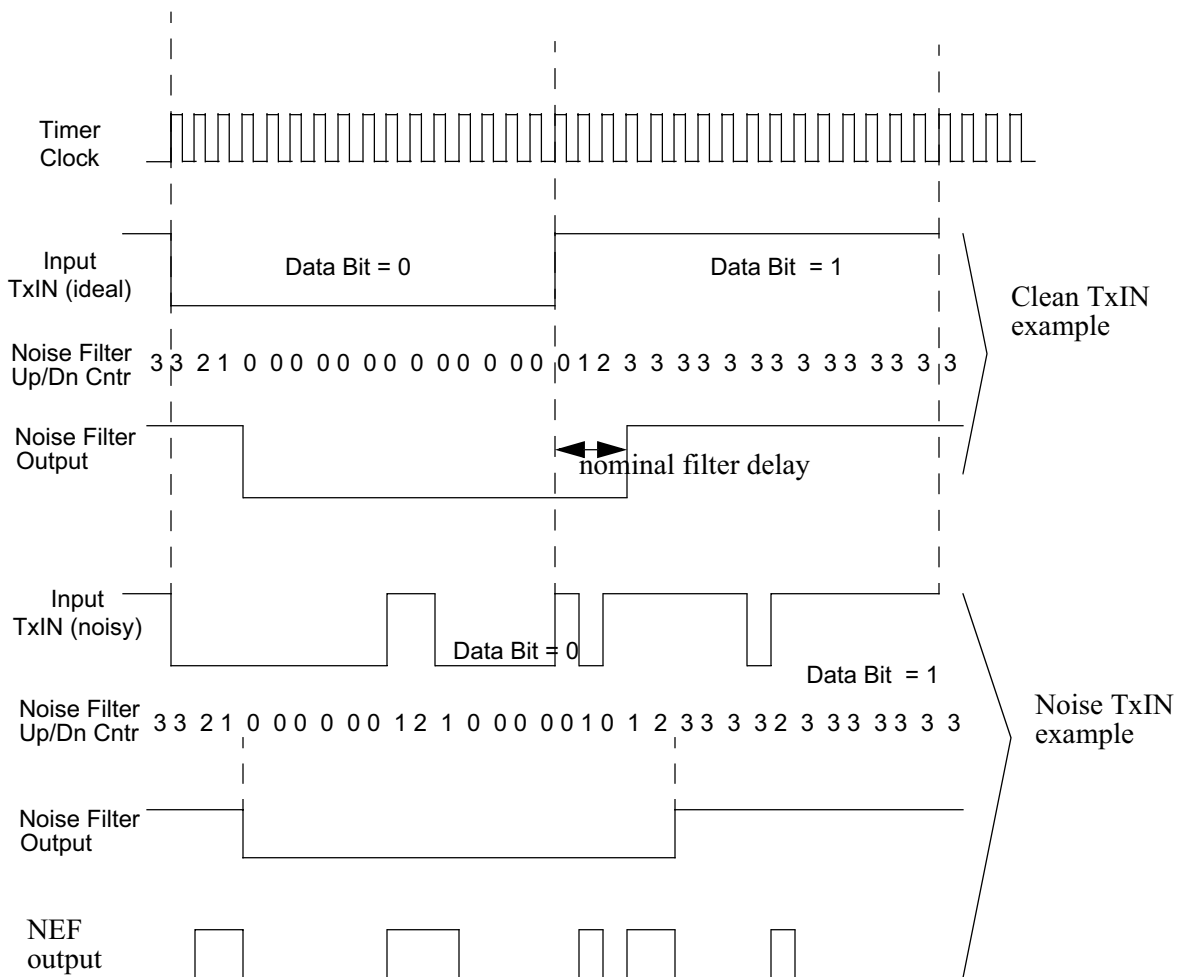 Timer
Clock
Input
TxIN (ideal)
Data Bit = 0
Data Bit = 1
Clean TxIN
example
Noise Filter
Up/Dn Cntr
3 3 2 1 0 0 0 0 0 0 0 0 0 0 0 0 0 0 1 2 3 3 3 3 3 3 3 3 3 3 3 3 3 3
Noise Filter
Output
nominal filter delay
Input
TxIN (noisy)
Data Bit = 0
Data Bit = 1
Noise Filter
Up/Dn Cntr
3 3 2 1 0 0 0 0 0 0 1 2 1 0 0 0 0 0 1 0 1 2 3 3 3 3 2 3 3 3 3 3 3 3
Noise TxIN
example
Noise Filter
Output
NEF
output